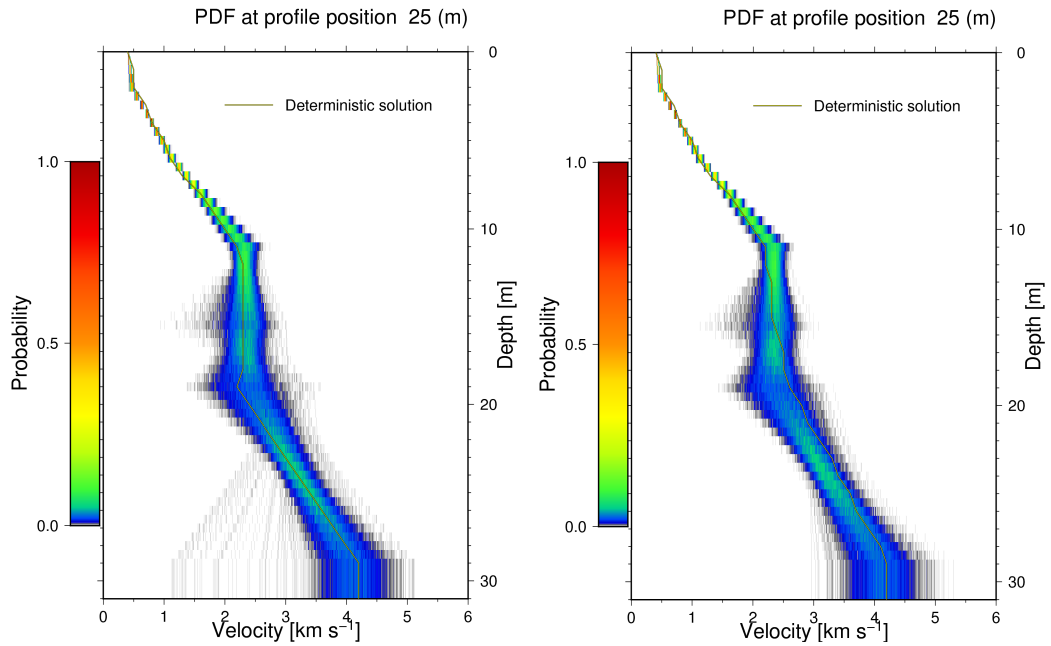 PDF at profile position 25 (m)
0
Deterministic solution
1.0
10
Probability
Depth [m]
0.5
20
0.0
30
0 1 2 3 4 5 6
Velocity [km s⁻¹]
PDF at profile position 25 (m)
0
Deterministic solution
1.0
10
Probability
Depth [m]
0.5
20
0.0
30
0 1 2 3 4 5 6
Velocity [km s⁻¹]